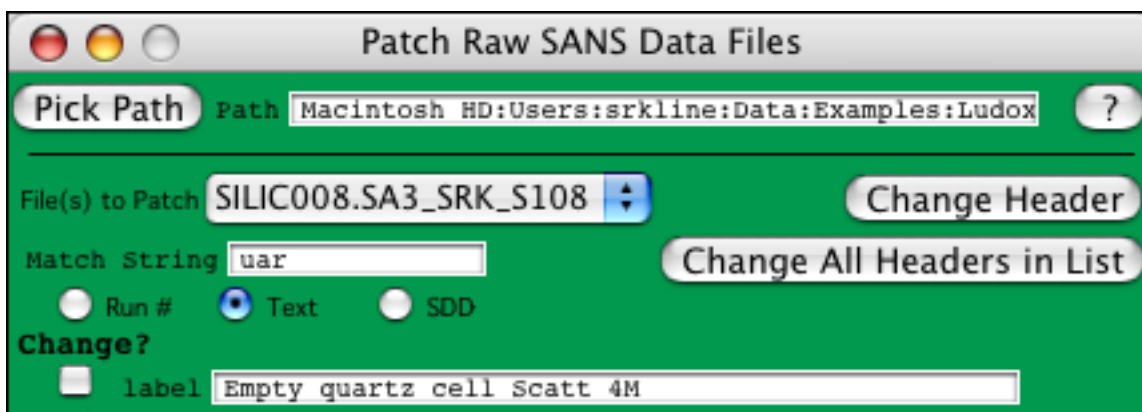 Patch Raw SANS Data Files
Pick Path Path Macintosh HD:Users:srkline:Data:Examples:Ludox ?
File(s) to Patch SILIC008.SA3_SRK_S108 Change Header
Match String uar Change All Headers in List
Run # Text SDD
Change?
label Empty quartz cell Scatt 4M